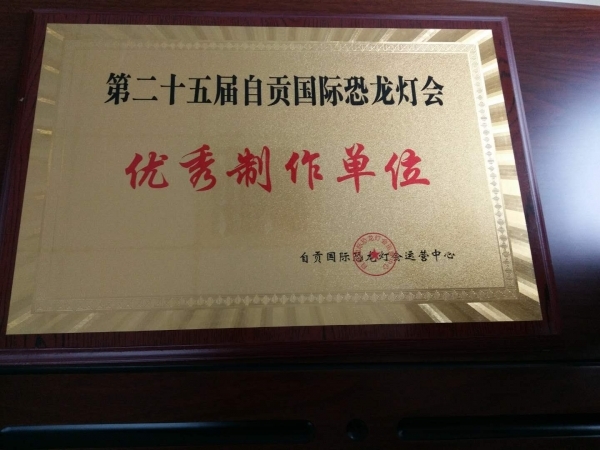 第二十五届自贡国际恐龙灯会
优秀制作单位
自贡国际恐龙灯会运营中心